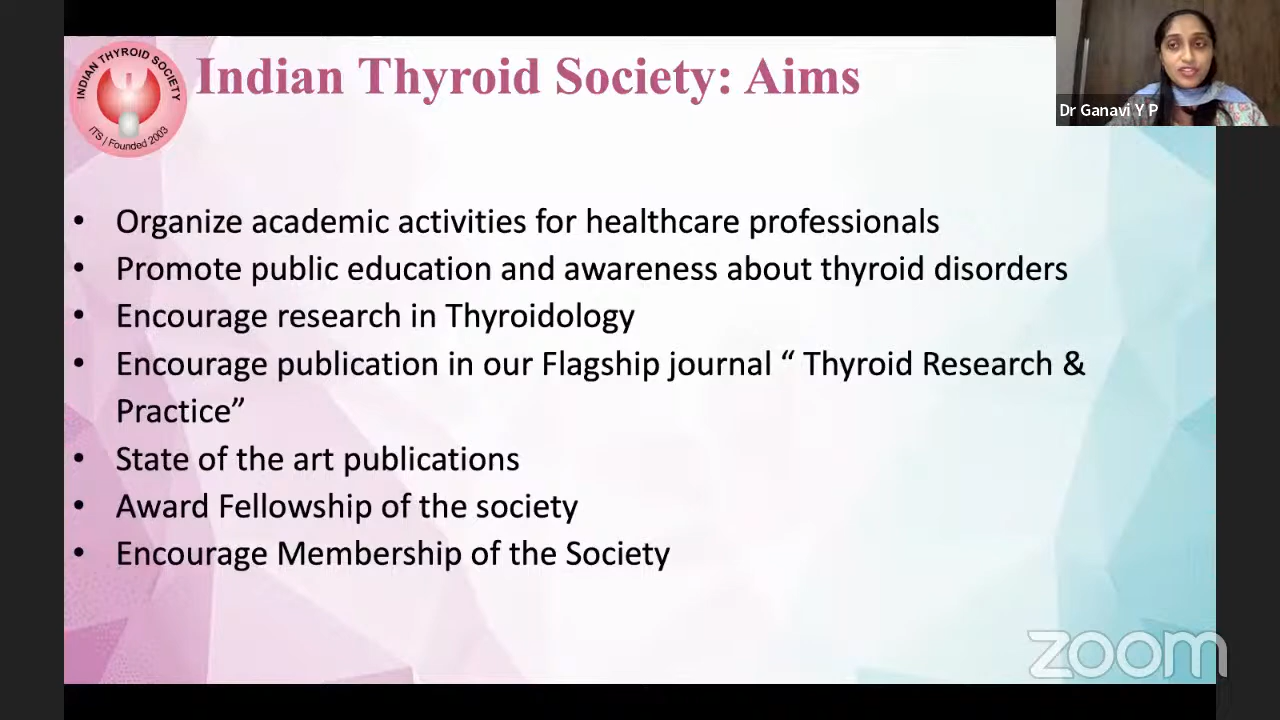 INDIAN THYROID SOCIETY
ITS | Founded 2003
Indian Thyroid Society: Aims
Dr Ganavi Y P
• Organize academic activities for healthcare professionals
• Promote public education and awareness about thyroid disorders
• Encourage research in Thyroidology
• Encourage publication in our Flagship journal “ Thyroid Research &
Practice”
• State of the art publications
• Award Fellowship of the society
• Encourage Membership of the Society
zoom